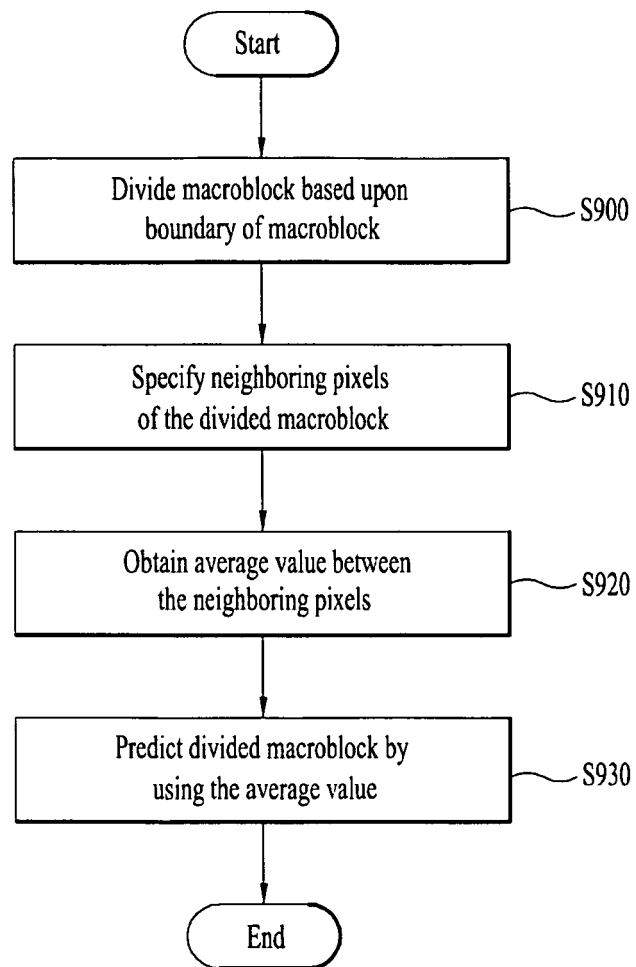 Start
Divide macroblock based upon
boundary of macroblock
S900
Specify neighboring pixels
of the divided macroblock
S910
Obtain average value between
the neighboring pixels
S920
Predict divided macroblock by
using the average value
S930
End